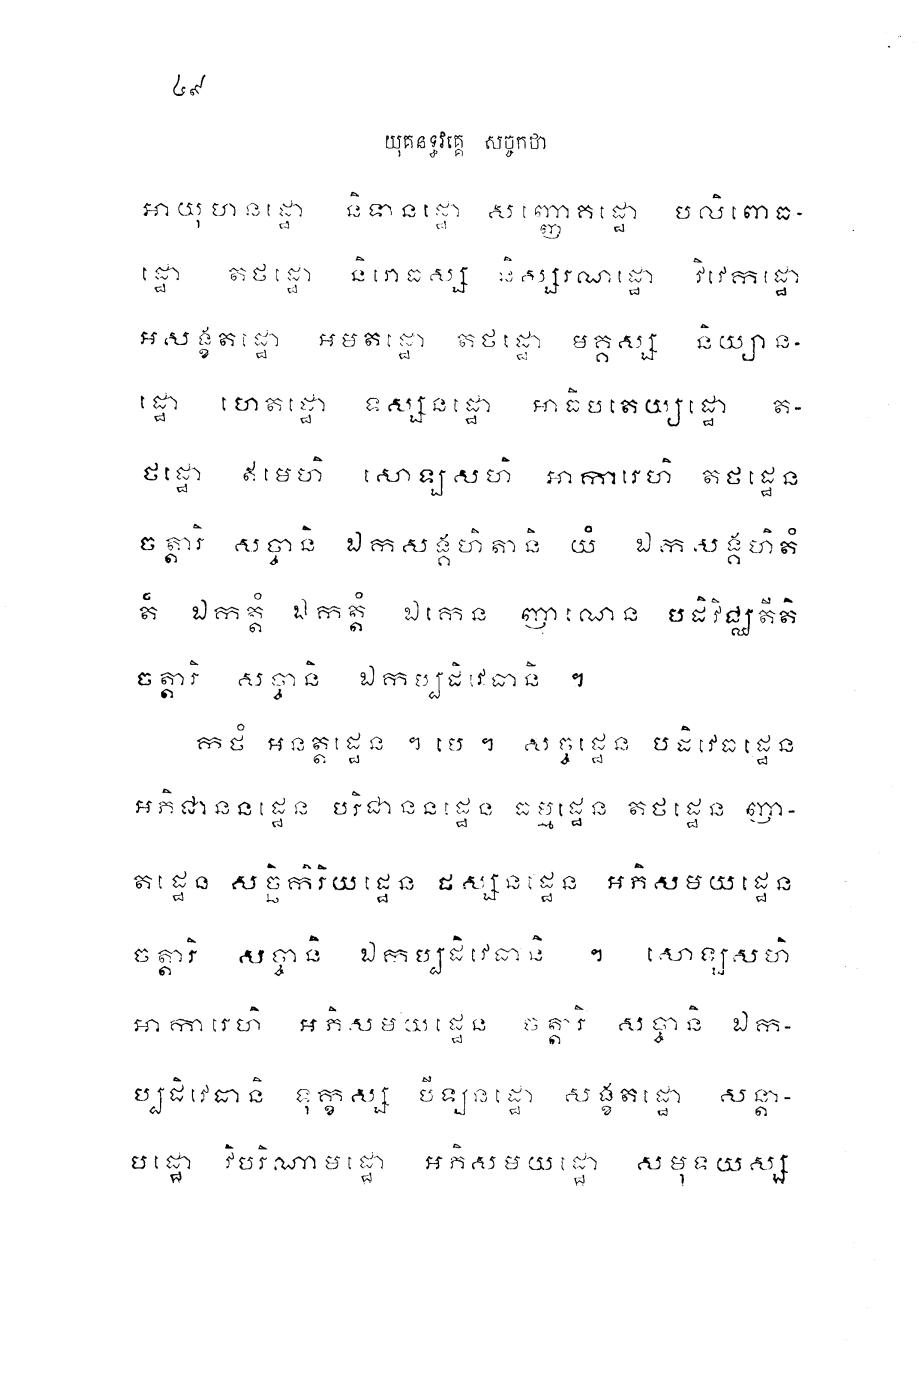 ៤៩
យុគនទ្ធវគ្គេ សច្ចកថា
អាយុហនដ្ឋោ និទានដ្ឋោ សញ្ញោគដ្ឋោ បលិពោធ-
ដ្ឋោ តថដ្ឋោ និរោធស្ស និស្សរណដ្ឋោ វិវេកដ្ឋោ
អសង្ខតដ្ឋោ អមតដ្ឋោ តថដ្ឋោ មគ្គស្ស និយ្យាន-
ដ្ឋោ ហេតដ្ឋោ ទស្សនដ្ឋោ អាធិបតេយ្យដ្ឋោ ត-
ថដ្ឋោ ឥមេហិ សោឡសហិ អាការេហិ តថដ្ឋេន
ចត្តារិ សច្ចានិ ឯកសង្គហិតានិ យំ ឯកសង្គហិតំ
តំ ឯកត្តំ ឯកត្តំ ឯកេន ញាណេន បដិវិជ្ឈតីតិ
ចត្តារិ សច្ចានិ ឯកប្បដិវេធានិ ។
កថំ អនត្តដ្ឋេន ។ បេ ។ សច្ចដ្ឋេន បដិវេធដ្ឋេន
អភិជាននដ្ឋេន បរិជាននដ្ឋេន ធម្មដ្ឋេន តថដ្ឋេន ញា-
តដ្ឋេន សច្ឆិកិរិយដ្ឋេន ផស្សនដ្ឋេន អភិសមយដ្ឋេន
ចត្តារិ សច្ចានិ ឯកប្បដិវេធានិ ។ សោឡសហិ
អាការេហិ អភិសមយដ្ឋេន ចត្តារិ សច្ចានិ ឯក-
ប្បដិវេធានិ ទុក្ខស្ស បីឡនដ្ឋោ សង្ខតដ្ឋោ សន្តា-
បដ្ឋោ វិបរិណាមដ្ឋោ អភិសមយដ្ឋោ សមុទយស្ស